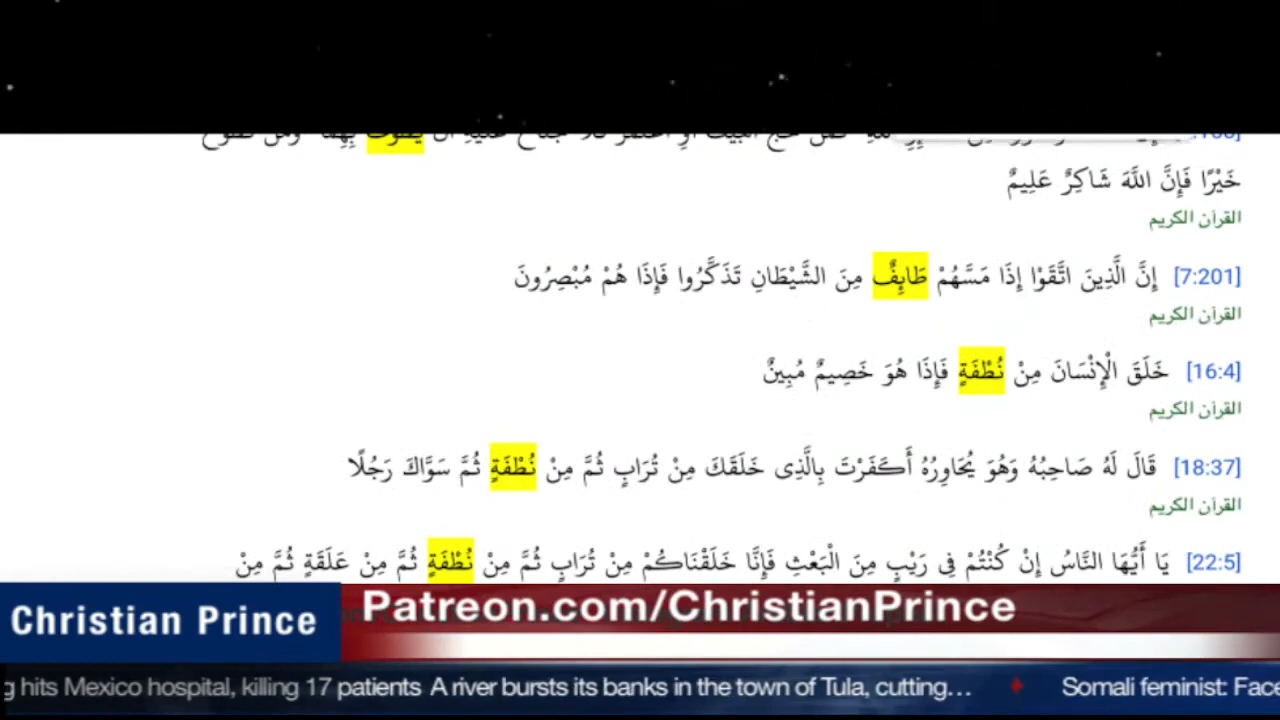 خَيْرًا فَإِنَّ اللَّهَ شَاكِرٌ عَلِيمٌ
القرآن الكريم
[7:201] إِنَّ الَّذِينَ اتَّقَوْا إِذَا مَسَّهُمْ طَائِفٌ مِنَ الشَّيْطَانِ تَذَكَّرُوا فَإِذَا هُمْ مُبْصِرُونَ
القرآن الكريم
[16:4] خَلَقَ الْإِنْسَانَ مِنْ نُطْفَةٍ فَإِذَا هُوَ خَصِيمٌ مُبِينٌ
القرآن الكريم
[18:37] قَالَ لَهُ صَاحِبُهُ وَهُوَ يُحَاوِرُهُ أَكَفَرْتَ بِالَّذِى خَلَقَكَ مِنْ تُرَابٍ ثُمَّ مِنْ نُطْفَةٍ ثُمَّ سَوَّاكَ رَجُلًا
القرآن الكريم
[22:5] يَا أَيُّهَا النَّاسُ إِنْ كُنْتُمْ فِى رَيْبٍ مِنَ الْبَعْثِ فَإِنَّا خَلَقْنَاكُمْ مِنْ تُرَابٍ ثُمَّ مِنْ نُطْفَةٍ ثُمَّ مِنْ عَلَقَةٍ ثُمَّ مِنْ
Christian Prince
Patreon.com/ChristianPrince
g hits Mexico hospital, killing 17 patients A river bursts its banks in the town of Tula, cutting... Somali feminist: Face